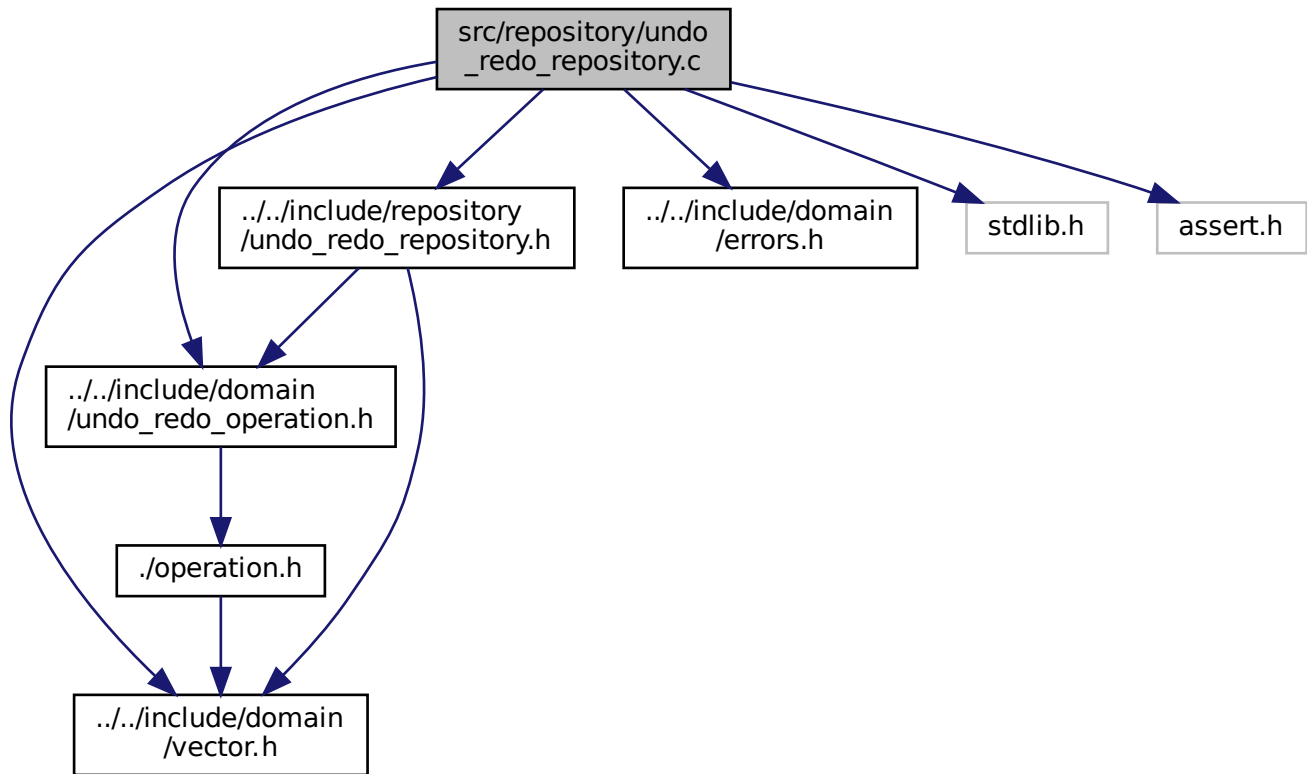 src/repository/undo
_redo_repository.c
../../include/repository
/undo_redo_repository.h
../../include/domain
/errors.h
stdlib.h
assert.h
../../include/domain
/undo_redo_operation.h
./operation.h
../../include/domain
/vector.h